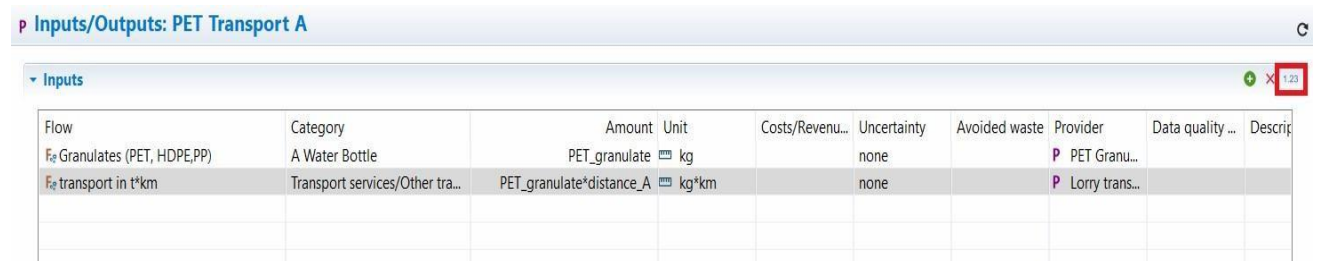 P Inputs/Outputs: PET Transport A
Inputs
1.23
Flow Category Amount Unit Costs/Revenu... Uncertainty Avoided waste Provider Data quality ... Descrip
Fe Granulates (PET, HDPE,PP) A Water Bottle PET_granulate kg none P PET Granu...
Fe transport in t*km Transport services/Other tra... PET_granulate*distance_A kg*km none P Lorry trans...